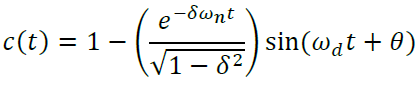 c(t) = 1 − (e^{−δω_n t} / √(1 − δ²)) sin(ω_d t + θ)